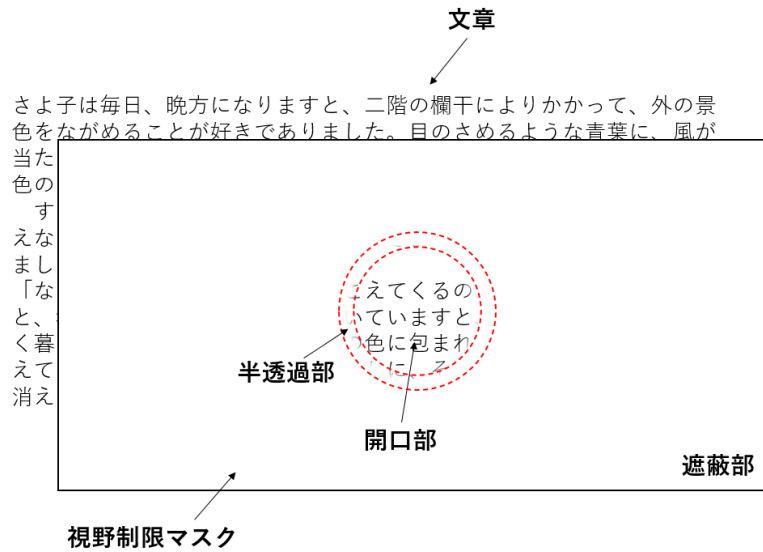 文章
さよ子は毎日、晩方になりますと、二階の欄干によりかかって、外の景
色をながめることが好きでありました。目のさめるような青葉に、風が
当た
色の
す
えな
まし
「な
と、
く暮
えて
消え
こえてくるの
いていますと
の色に包まれ
に、そ
半透過部
開口部
遮蔽部
視野制限マスク